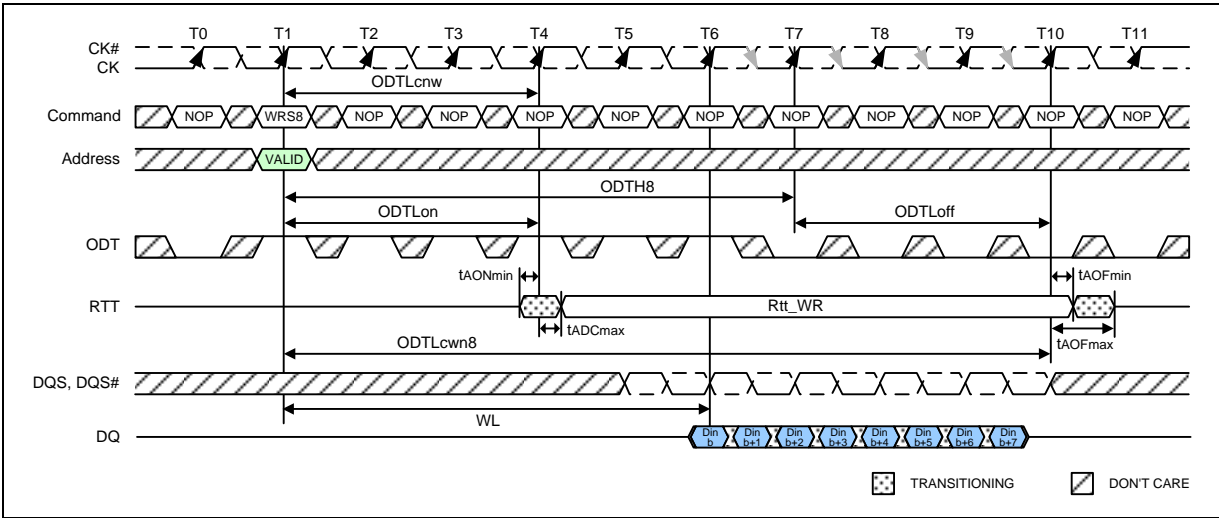 T0 T1 T2 T3 T4 T5 T6 T7 T8 T9 T10 T11
CK#
CK
ODTLcnw
Command NOP WRS8 NOP NOP NOP NOP NOP NOP NOP NOP NOP NOP
Address VALID
ODTH8
ODTLon ODTLoff
ODT
tAONmin tAOFmin
RTT Rtt_WR
tADCmax
tAOFmax
ODTLcwn8
DQS, DQS#
WL
DQ Din b Din b+1 Din b+2 Din b+3 Din b+4 Din b+5 Din b+6 Din b+7
TRANSITIONING DON'T CARE